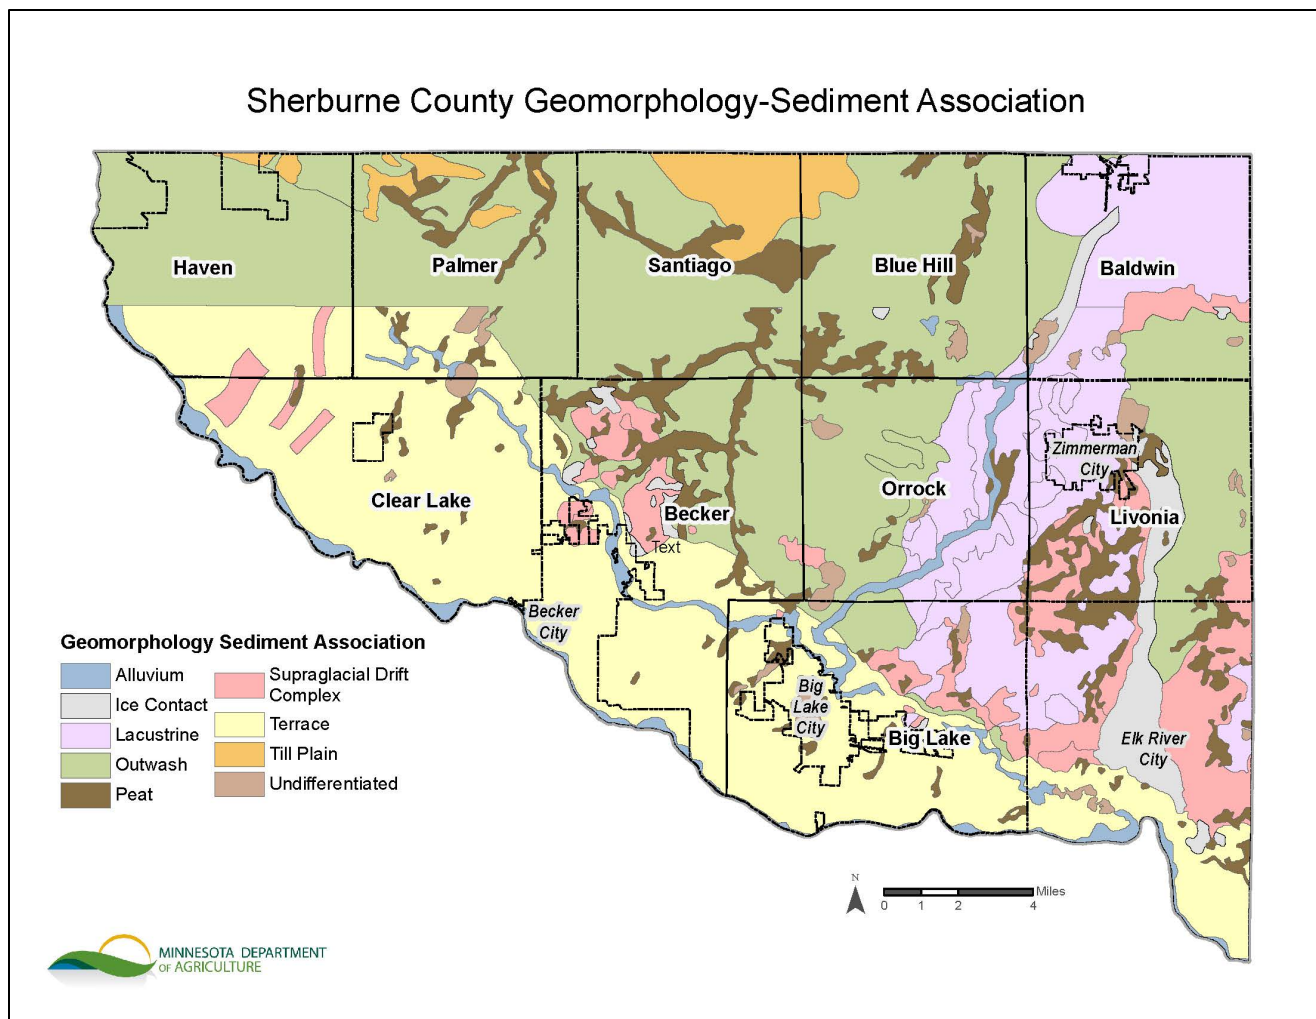 Sherburne County Geomorphology-Sediment Association
Haven
Palmer
Santiago
Blue Hill
Baldwin
Zimmerman
City
Clear Lake
Becker
Orrock
Livonia
Text
Becker
City
Big
Lake
City
Big Lake
Elk River
City
Geomorphology Sediment Association
Alluvium
Ice Contact
Lacustrine
Outwash
Peat
Supraglacial Drift
Complex
Terrace
Till Plain
Undifferentiated
N
Miles
0 1 2 4
MINNESOTA DEPARTMENT
OF AGRICULTURE